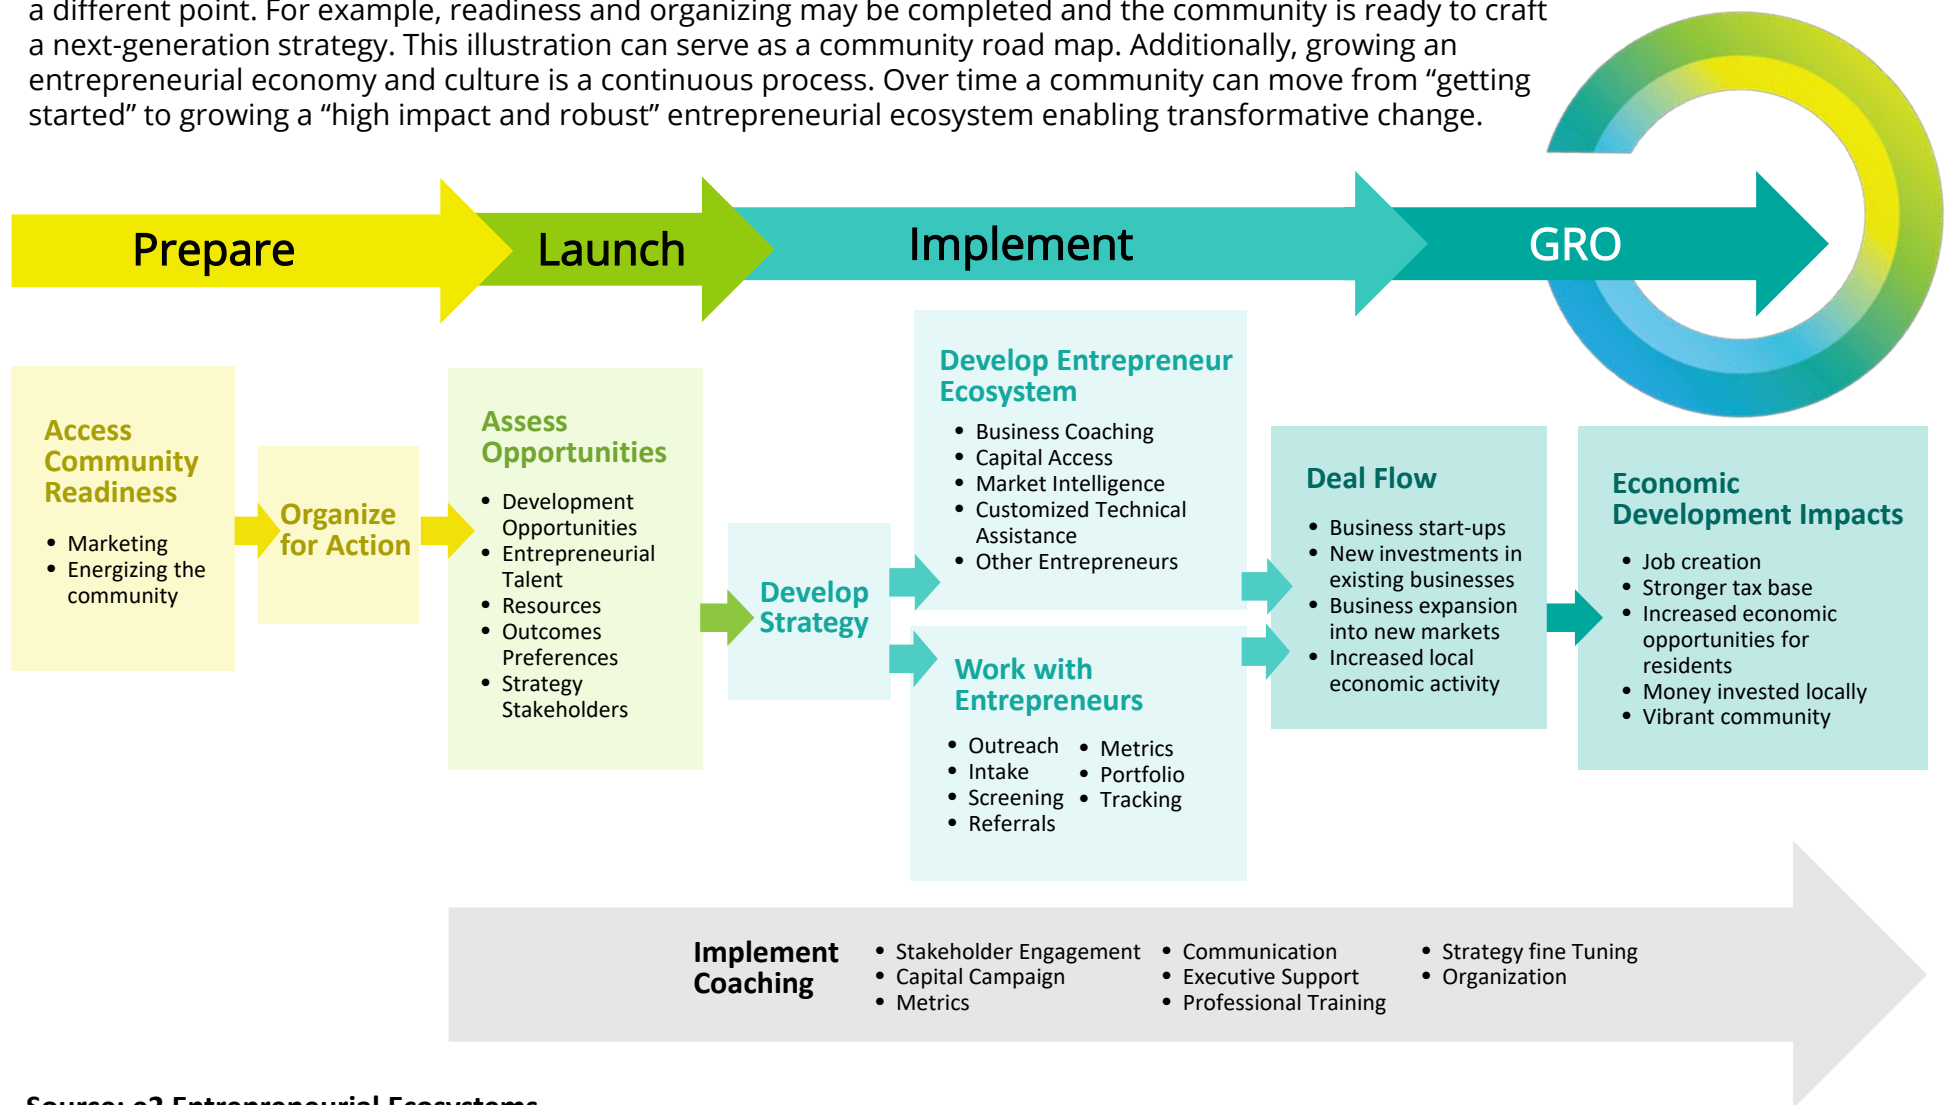 a different point. For example, readiness and organizing may be completed and the community is ready to craft
a next-generation strategy. This illustration can serve as a community road map. Additionally, growing an
entrepreneurial economy and culture is a continuous process. Over time a community can move from “getting
started” to growing a “high impact and robust” entrepreneurial ecosystem enabling transformative change.
Prepare
Launch
Implement
GRO
Access
Community
Readiness
• Marketing
• Energizing the
community
Organize
for Action
Assess
Opportunities
• Development
Opportunities
• Entrepreneurial
Talent
• Resources
• Outcomes
Preferences
• Strategy
Stakeholders
Develop
Strategy
Develop Entrepreneur
Ecosystem
• Business Coaching
• Capital Access
• Market Intelligence
• Customized Technical
Assistance
• Other Entrepreneurs
Work with
Entrepreneurs
• Outreach
• Intake
• Screening
• Referrals
• Metrics
• Portfolio
• Tracking
Deal Flow
• Business start-ups
• New investments in
existing businesses
• Business expansion
into new markets
• Increased local
economic activity
Economic
Development Impacts
• Job creation
• Stronger tax base
• Increased economic
opportunities for
residents
• Money invested locally
• Vibrant community
Implement
Coaching
• Stakeholder Engagement
• Capital Campaign
• Metrics
• Communication
• Executive Support
• Professional Training
• Strategy fine Tuning
• Organization
Source: e2 Entrepreneurial Ecosystems